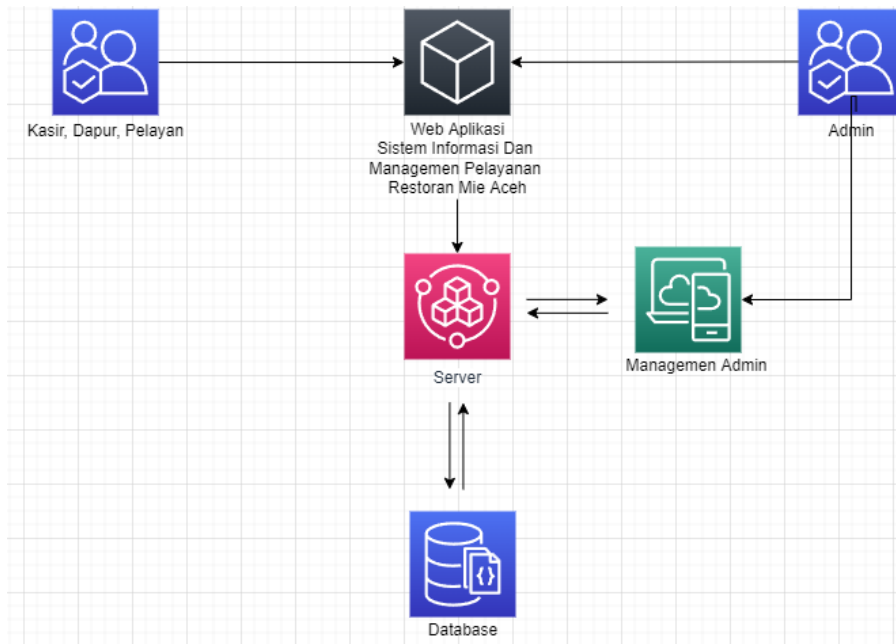 Kasir, Dapur, Pelayan
Web Aplikasi
Sistem Informasi Dan
Managemen Pelayanan
Restoran Mie Aceh
Admin
Server
Managemen Admin
Database